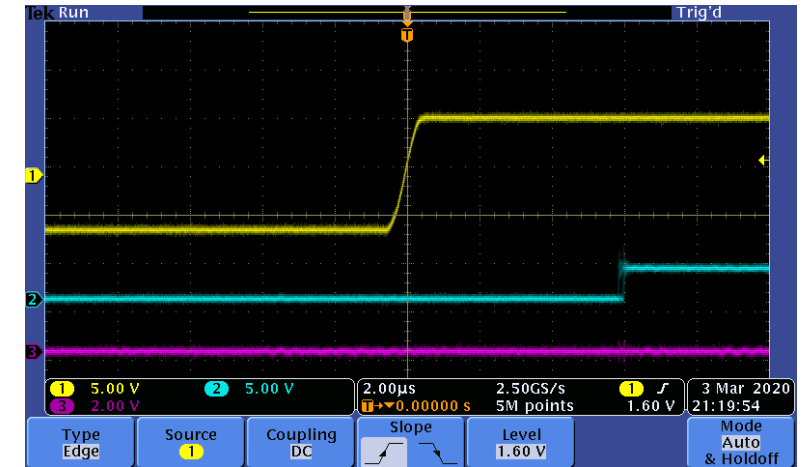 Tek Run Trig'd
T
1
2
3
1 5.00 V 2 5.00 V
3 2.00 V
2.00µs 2.50GS/s 1
T→▼0.00000 s 5M points 1.60 V
3 Mar 2020
21:19:54
Type
Edge
Source
1
Coupling
DC
Slope
Level
1.60 V
Mode
Auto
& Holdoff